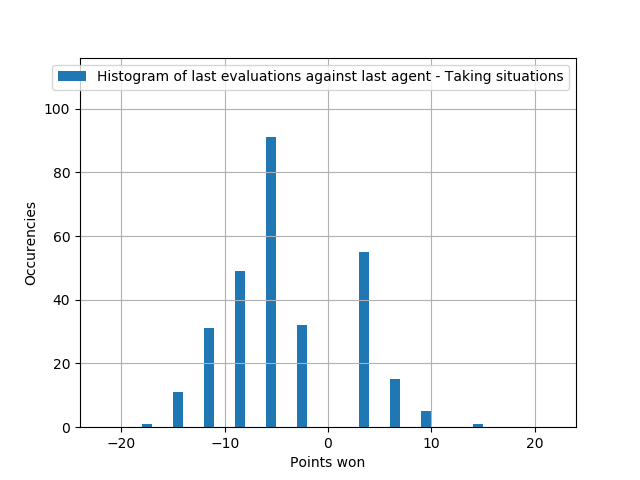 Histogram of last evaluations against last agent - Taking situations
100
80
60
40
20
0
Occurencies
−20 −10 0 10 20
Points won